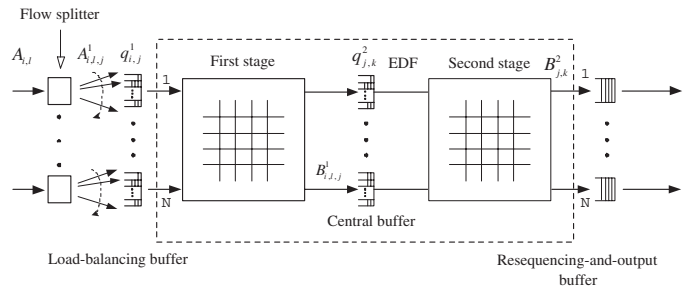 Flow splitter
A_{i,l} A^1_{i,l,j} q^1_{i,j} First stage q^2_{j,k} EDF Second stage B^2_{j,k}
1 1
B^1_{i,l,j}
N N
Central buffer
Load-balancing buffer
Resequencing-and-output
buffer